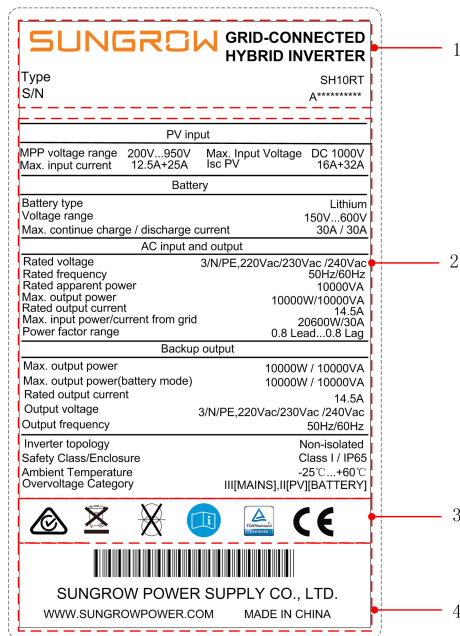 SUNGROW GRID-CONNECTED
HYBRID INVERTER
1
Type SH10RT
S/N A**********
PV input
MPP voltage range 200V...950V Max. Input Voltage DC 1000V
Max. input current 12.5A+25A Isc PV 16A+32A
Battery
Battery type Lithium
Voltage range 150V...600V
Max. continue charge / discharge current 30A / 30A
AC input and output
Rated voltage 3/N/PE,220Vac/230Vac /240Vac
2
Rated frequency 50Hz/60Hz
Rated apparent power 10000VA
Max. output power 10000W/10000VA
Rated output current 14.5A
Max. input power/current from grid 20600W/30A
Power factor range 0.8 Lead...0.8 Lag
Backup output
Max. output power 10000W / 10000VA
Max. output power(battery mode) 10000W / 10000VA
Rated output current 14.5A
Output voltage 3/N/PE,220Vac/230Vac /240Vac
Output frequency 50Hz/60Hz
Inverter topology Non-isolated
Safety Class/Enclosure Class I / IP65
Ambient Temperature -25℃...+60℃
Overvoltage Category III[MAINS],II[PV][BATTERY]
3
TÜVRheinland
CERTIFIED
CE
SUNGROW POWER SUPPLY CO., LTD.
WWW.SUNGROWPOWER.COM MADE IN CHINA
4